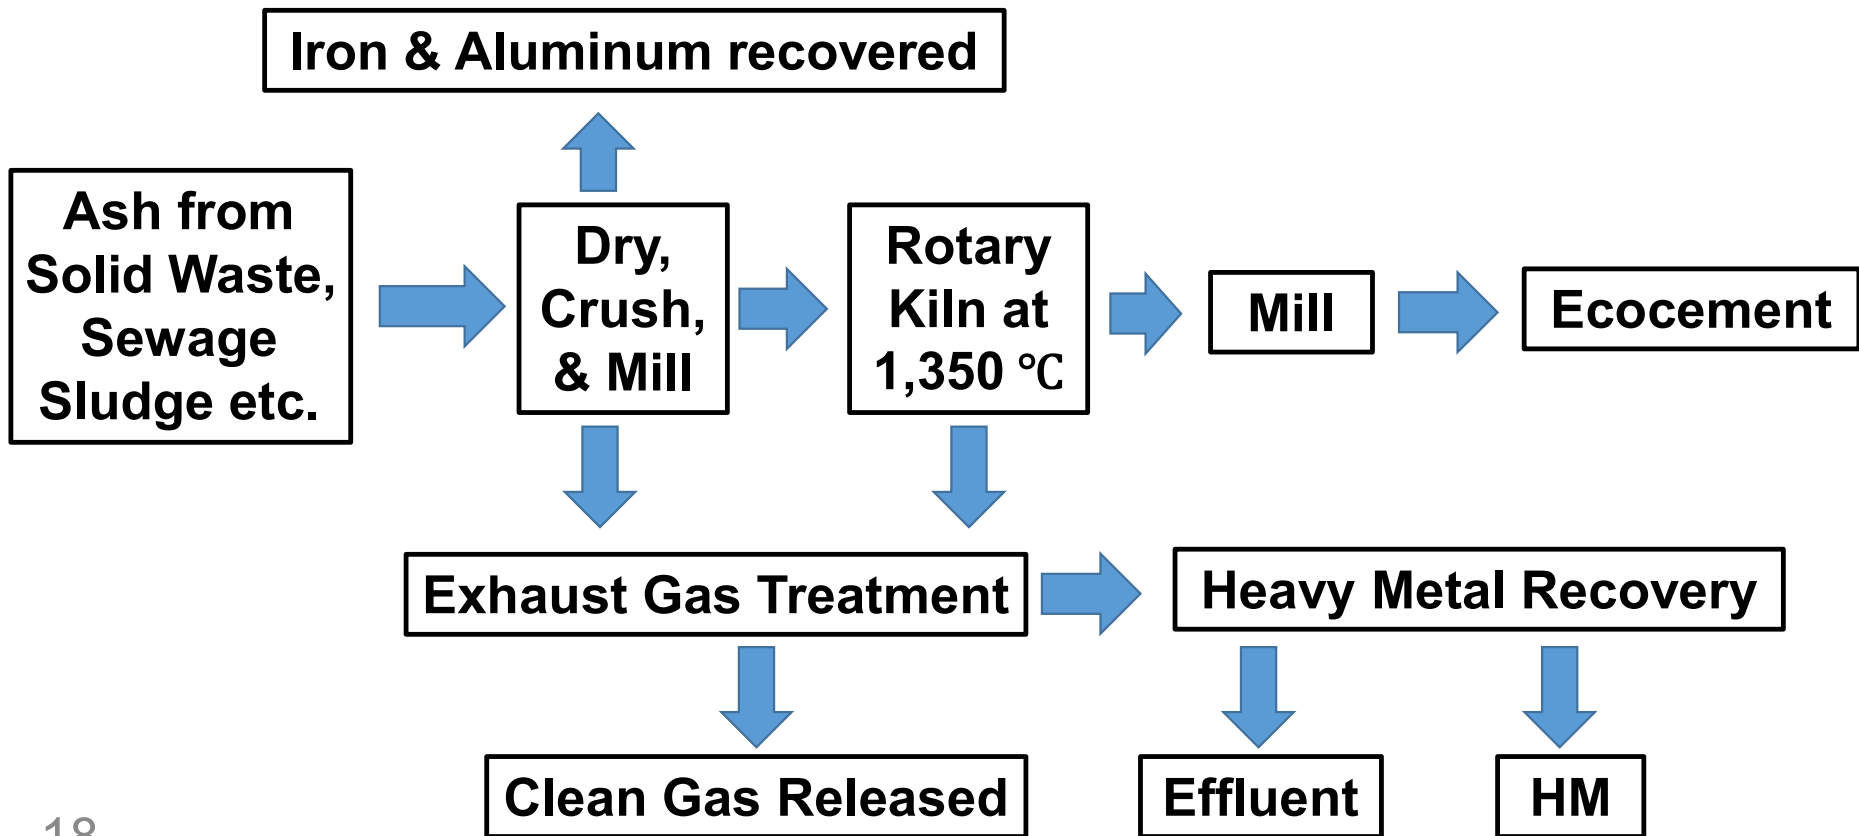 Iron & Aluminum recovered
Ash from
Solid Waste,
Sewage
Sludge etc.
Dry,
Crush,
& Mill
Rotary
Kiln at
1,350 ℃
Mill
Ecocement
Exhaust Gas Treatment
Heavy Metal Recovery
Clean Gas Released
Effluent
HM
18